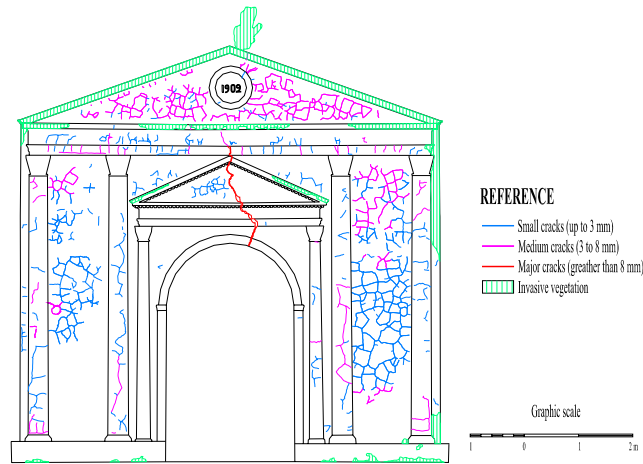 1902
REFERENCE
Small cracks (up to 3 mm)
Medium cracks (3 to 8 mm)
Major cracks (greather than 8 mm)
Invasive vegetation
Graphic scale
1 0 1 2 m